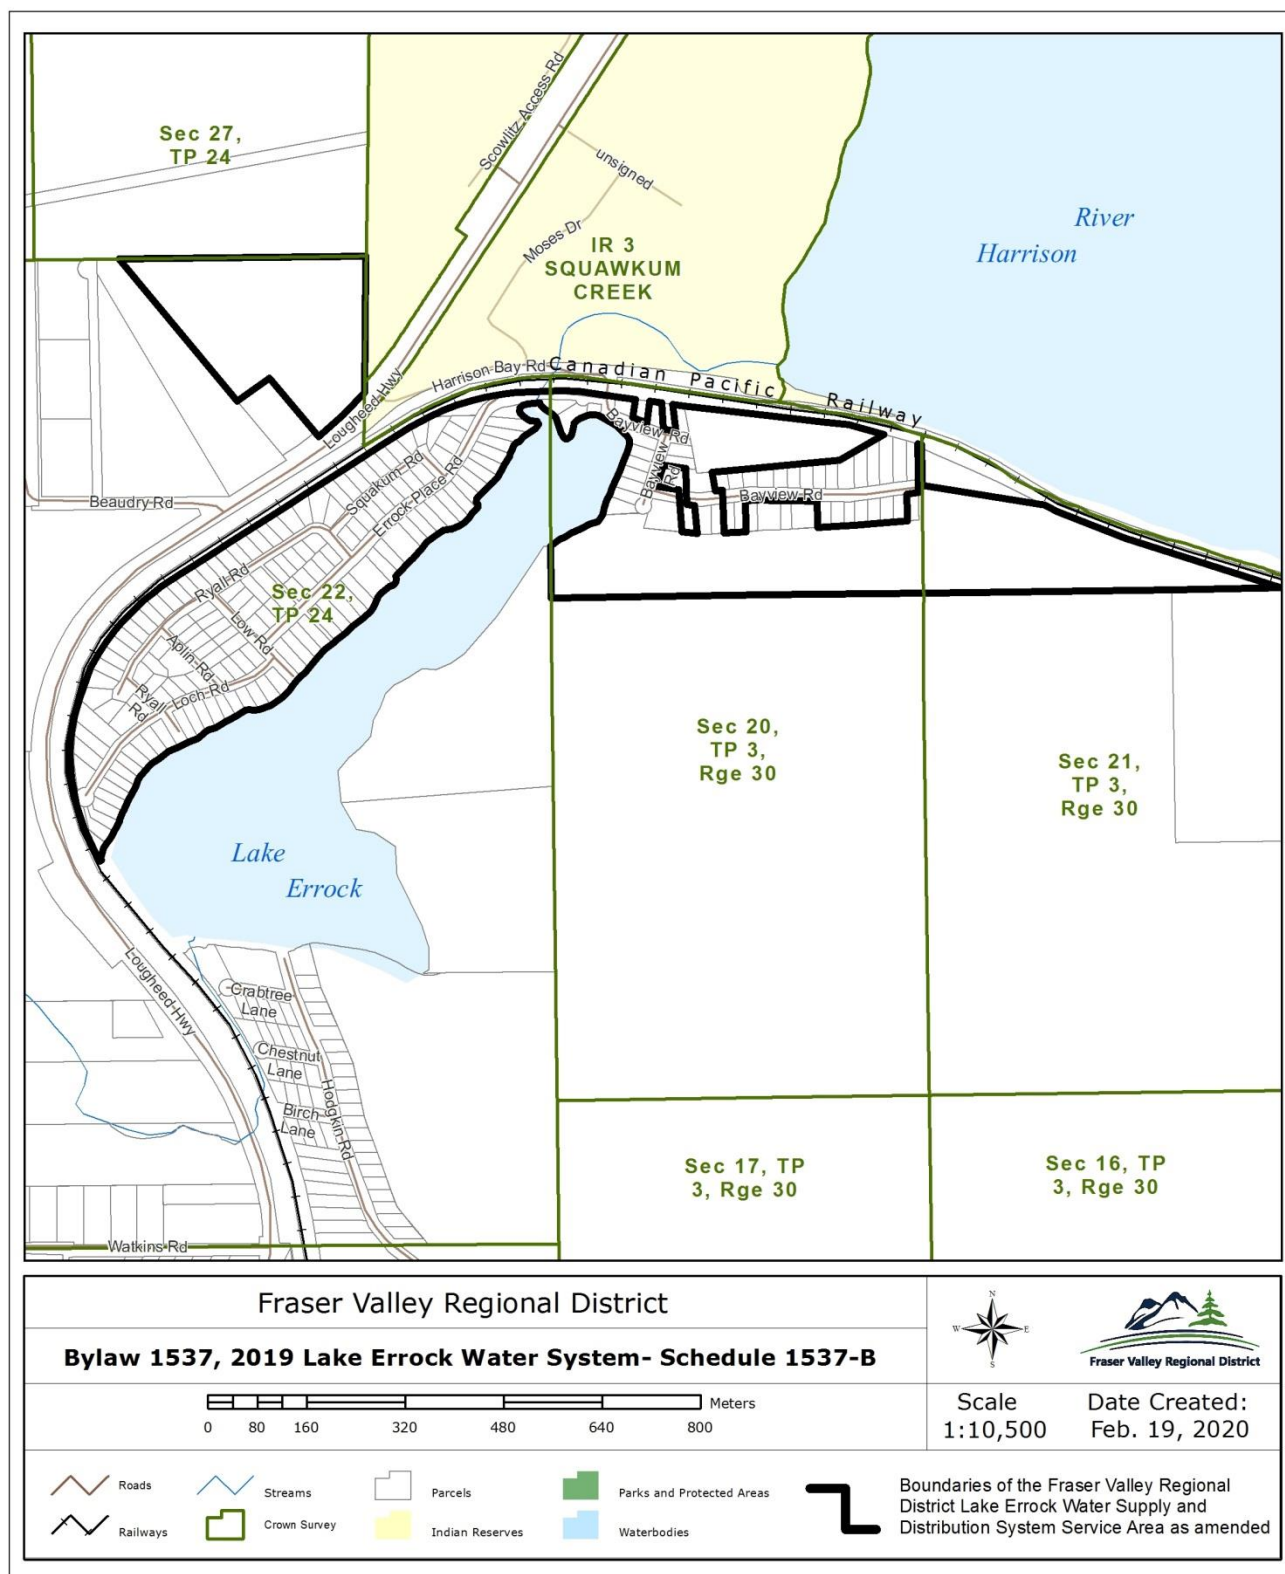 Sec 27,
TP 24
Scowlitz Access Rd
unsigned
Moses Dr
IR 3
SQUAWKUM
CREEK
River
Harrison
Harrison Bay Rd
Canadian Pacific Railway
Lougheed Hwy
Bayview Rd
Bayview
Rd
Bayview Rd
Beaudry Rd
Squakum Rd
Errock Place Rd
Ryall Rd
Sec 22,
TP 24
Low Rd
Aplin Rd
Ryall
Rd
Loch Rd
Sec 20,
TP 3,
Rge 30
Sec 21,
TP 3,
Rge 30
Lake
Errock
Lougheed Hwy
Crabtree
Lane
Chestnut
Lane
Birch
Lane
Hodgkin Rd
Sec 17, TP
3, Rge 30
Sec 16, TP
3, Rge 30
Watkins Rd
Fraser Valley Regional District
Bylaw 1537, 2019 Lake Errock Water System- Schedule 1537-B
N
W
E
S
Fraser Valley Regional District
Meters
0 80 160 320 480 640 800
Scale
1:10,500
Date Created:
Feb. 19, 2020
Roads
Streams
Parcels
Parks and Protected Areas
Railways
Crown Survey
Indian Reserves
Waterbodies
Boundaries of the Fraser Valley Regional
District Lake Errock Water Supply and
Distribution System Service Area as amended